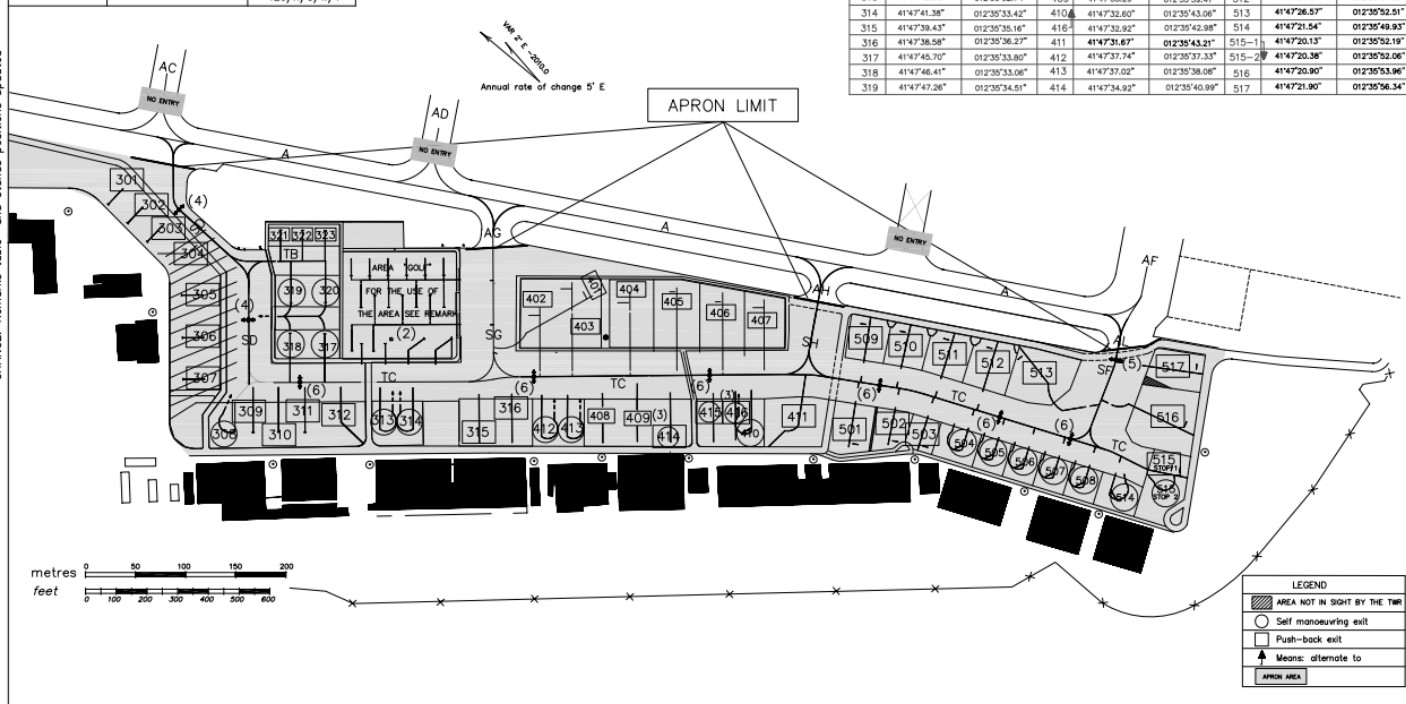 314 41°47'41.38" 012°35'33.42" 410 41°47'32.60" 012°35'43.06" 513 41°47'26.57" 012°35'52.51"
315 41°47'39.43" 012°35'35.16" 416 41°47'32.92" 012°35'42.98" 514 41°47'21.54" 012°35'49.93"
316 41°47'38.58" 012°35'36.27" 411 41°47'31.67" 012°35'43.21" 515-1 41°47'20.13" 012°35'52.19"
317 41°47'45.70" 012°35'33.80" 412 41°47'37.74" 012°35'37.33" 515-2 41°47'20.38" 012°35'52.06"
318 41°47'46.41" 012°35'33.06" 413 41°47'37.02" 012°35'38.08" 516 41°47'20.90" 012°35'53.96"
319 41°47'47.26" 012°35'34.51" 414 41°47'34.92" 012°35'40.99" 517 41°47'21.90" 012°35'56.34"
VAR 2° E -2010.0
Annual rate of change 5' E
APRON LIMIT
AC
NO ENTRY
AD
NO ENTRY
A
A
NO ENTRY
A
AF
AG
AH
AL
301
302
303
304
305
306
307
(4)
(4)
SD
321 322 323
TB
319 320
318 317
AREA "GOLF"
FOR THE USE OF
THE AREA SEE REMARK
(2)
SG
402
401
403
404
405
406
407
SH
509
510
511
512
513
SF
(5)
517
516
(6)
TC
(6)
TC
(6)
(6)
TC
(6)
(6)
TC
308
309
310
311
312
313 314
315
316
412 413
408
409
(3)
414
415
(3)
416
410
411
501
502
503
504
505
506
507
508
514
515
STOP 1
515
STOP 2
metres 0 50 100 150 200
feet 0 100 200 300 400 500 600
LEGEND
AREA NOT IN SIGHT BY THE TWR
Self manoeuvring exit
Push-back exit
Means: alternate to
APRON AREA